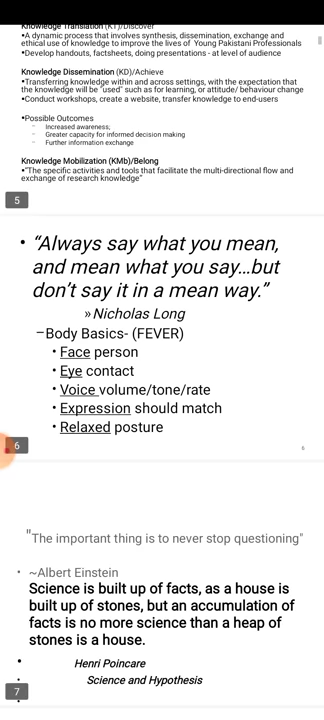 Knowledge Translation (KT)/Discover
•A dynamic process that involves synthesis, dissemination, exchange and
ethical use of knowledge to improve the lives of Young Pakistani Professionals
•Develop handouts, factsheets, doing presentations - at level of audience
Knowledge Dissemination (KD)/Achieve
•Transferring knowledge within and across settings, with the expectation that
the knowledge will be "used" such as for learning, or attitude/ behaviour change
•Conduct workshops, create a website, transfer knowledge to end-users
•Possible Outcomes
– Increased awareness;
– Greater capacity for informed decision making
– Further information exchange
Knowledge Mobilization (KMb)/Belong
•"The specific activities and tools that facilitate the multi-directional flow and
exchange of research knowledge"
5
• “Always say what you mean,
and mean what you say...but
don’t say it in a mean way.”
»Nicholas Long
–Body Basics- (FEVER)
• Face person
• Eye contact
• Voice volume/tone/rate
• Expression should match
• Relaxed posture
6
6
"The important thing is to never stop questioning"
• ~Albert Einstein
Science is built up of facts, as a house is
built up of stones, but an accumulation of
facts is no more science than a heap of
stones is a house.
• Henri Poincare
• Science and Hypothesis
7